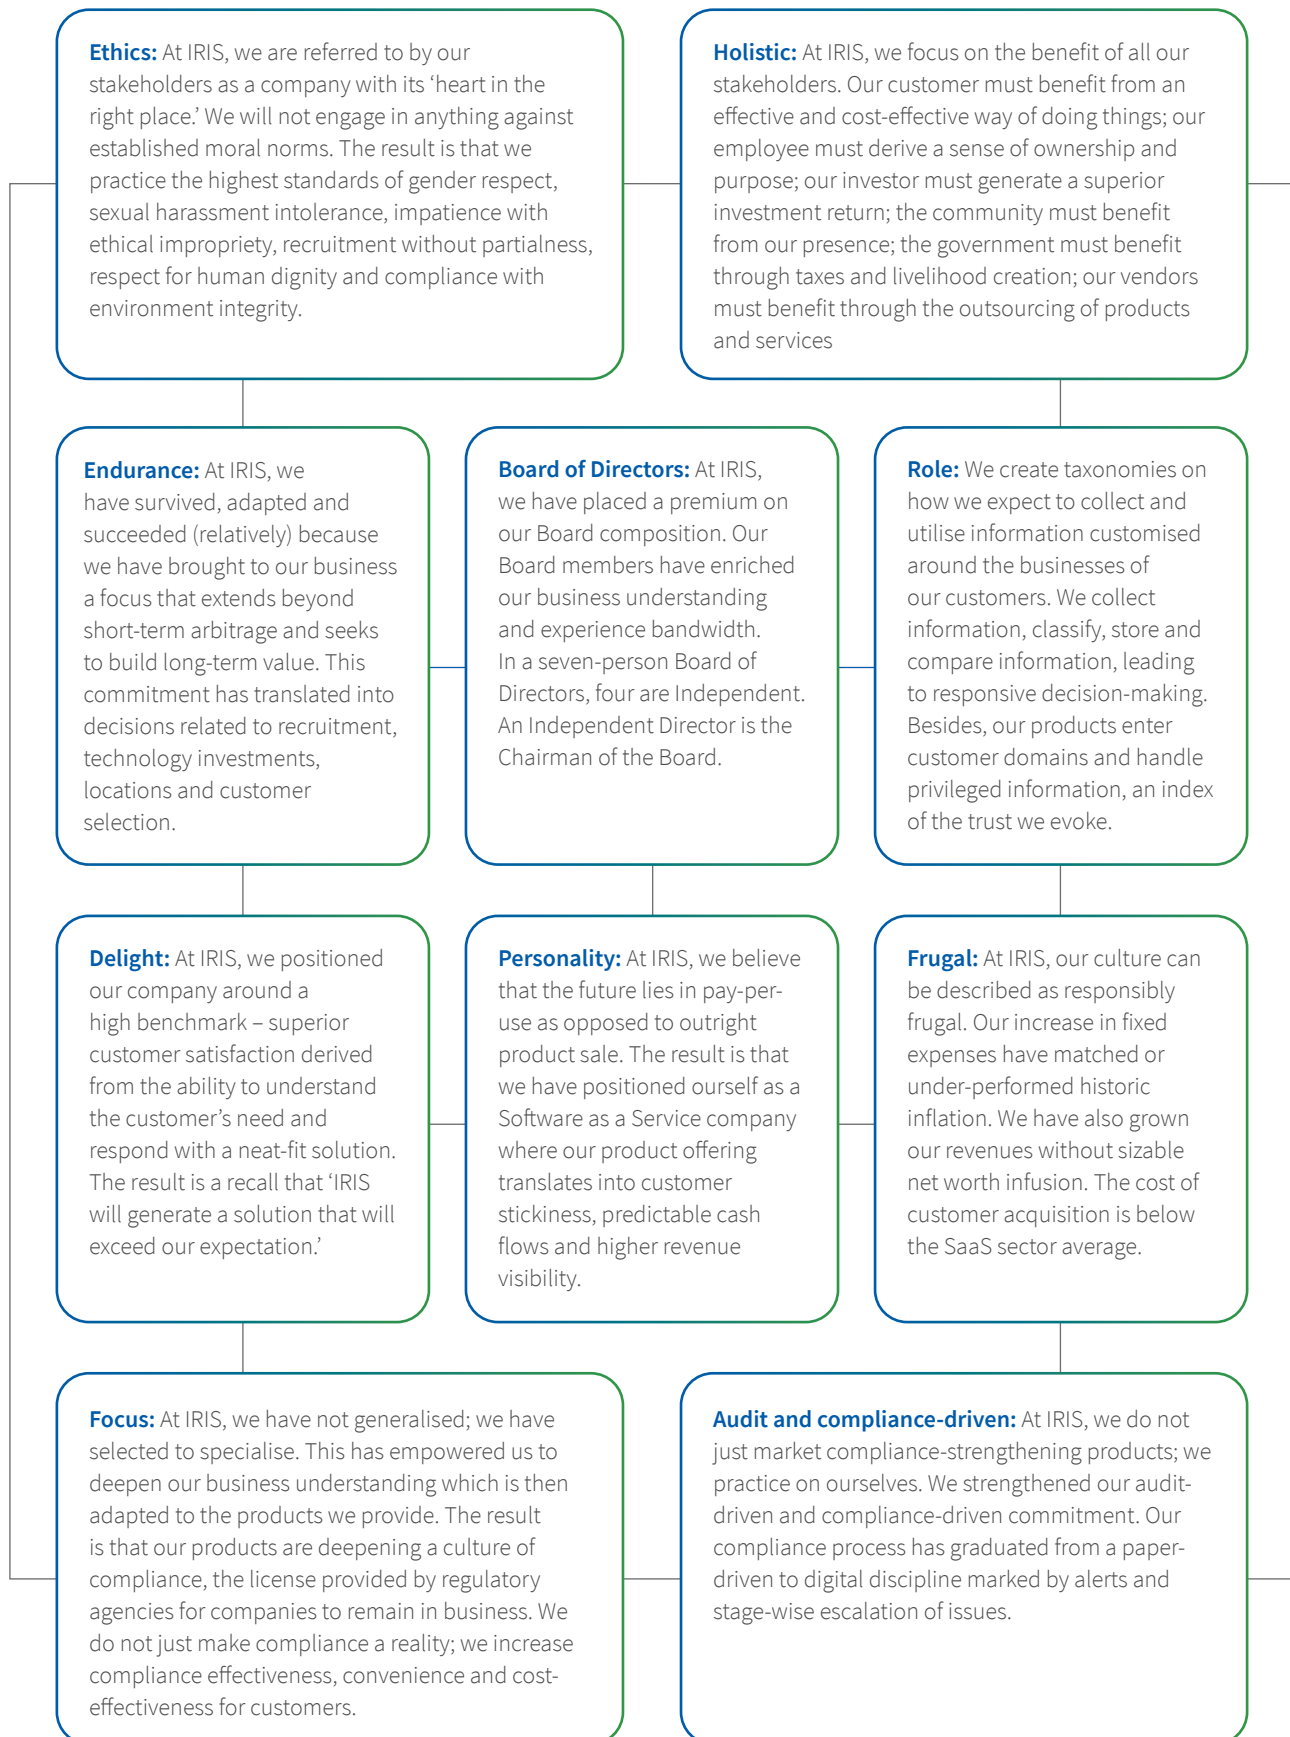 Ethics: At IRIS, we are referred to by our
stakeholders as a company with its ‘heart in the
right place.’ We will not engage in anything against
established moral norms. The result is that we
practice the highest standards of gender respect,
sexual harassment intolerance, impatience with
ethical impropriety, recruitment without partialness,
respect for human dignity and compliance with
environment integrity.
Holistic: At IRIS, we focus on the benefit of all our
stakeholders. Our customer must benefit from an
effective and cost-effective way of doing things; our
employee must derive a sense of ownership and
purpose; our investor must generate a superior
investment return; the community must benefit
from our presence; the government must benefit
through taxes and livelihood creation; our vendors
must benefit through the outsourcing of products
and services
Endurance: At IRIS, we
have survived, adapted and
succeeded (relatively) because
we have brought to our business
a focus that extends beyond
short-term arbitrage and seeks
to build long-term value. This
commitment has translated into
decisions related to recruitment,
technology investments,
locations and customer
selection.
Board of Directors: At IRIS,
we have placed a premium on
our Board composition. Our
Board members have enriched
our business understanding
and experience bandwidth.
In a seven-person Board of
Directors, four are Independent.
An Independent Director is the
Chairman of the Board.
Role: We create taxonomies on
how we expect to collect and
utilise information customised
around the businesses of
our customers. We collect
information, classify, store and
compare information, leading
to responsive decision-making.
Besides, our products enter
customer domains and handle
privileged information, an index
of the trust we evoke.
Delight: At IRIS, we positioned
our company around a
high benchmark – superior
customer satisfaction derived
from the ability to understand
the customer’s need and
respond with a neat-fit solution.
The result is a recall that ‘IRIS
will generate a solution that will
exceed our expectation.’
Personality: At IRIS, we believe
that the future lies in pay-per-
use as opposed to outright
product sale. The result is that
we have positioned ourself as a
Software as a Service company
where our product offering
translates into customer
stickiness, predictable cash
flows and higher revenue
visibility.
Frugal: At IRIS, our culture can
be described as responsibly
frugal. Our increase in fixed
expenses have matched or
under-performed historic
inflation. We have also grown
our revenues without sizable
net worth infusion. The cost of
customer acquisition is below
the SaaS sector average.
Focus: At IRIS, we have not generalised; we have
selected to specialise. This has empowered us to
deepen our business understanding which is then
adapted to the products we provide. The result
is that our products are deepening a culture of
compliance, the license provided by regulatory
agencies for companies to remain in business. We
do not just make compliance a reality; we increase
compliance effectiveness, convenience and cost-
effectiveness for customers.
Audit and compliance-driven: At IRIS, we do not
just market compliance-strengthening products; we
practice on ourselves. We strengthened our audit-
driven and compliance-driven commitment. Our
compliance process has graduated from a paper-
driven to digital discipline marked by alerts and
stage-wise escalation of issues.